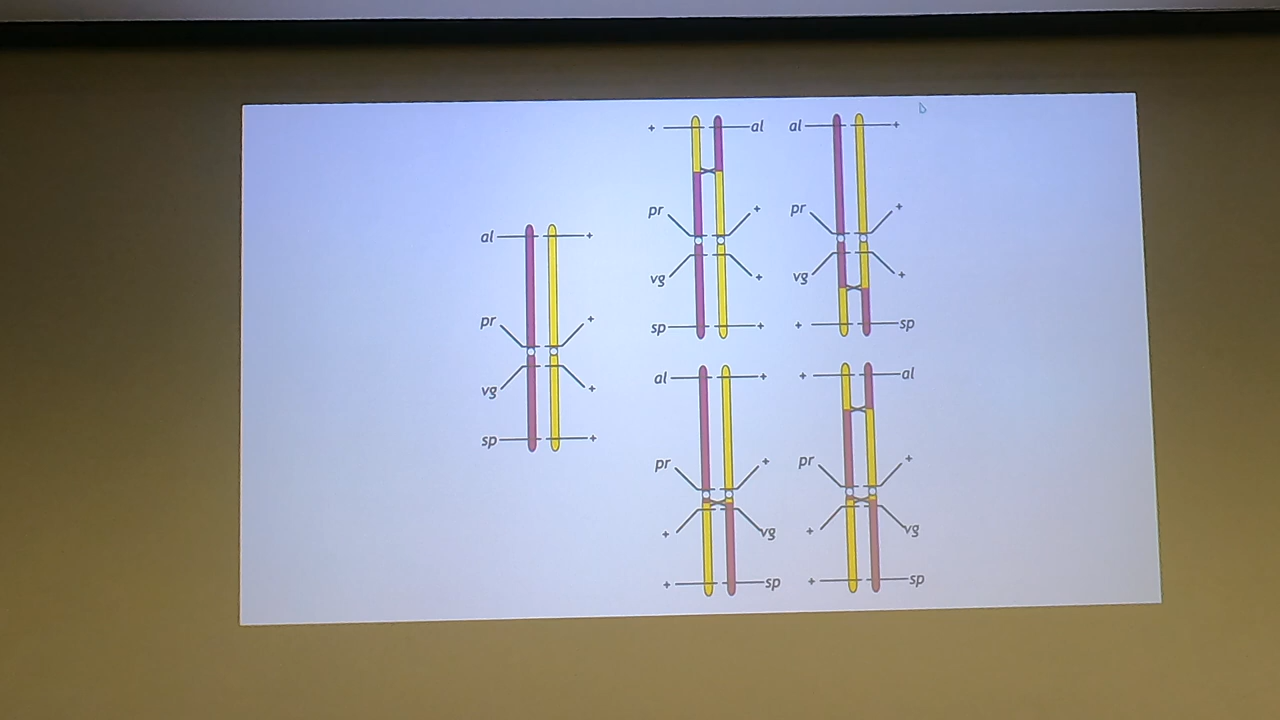 al +
pr +
vg +
sp +
+ al
pr +
vg +
sp +
al +
pr +
vg +
+ sp
al +
pr +
+ vg
+ sp
+ al
pr +
+ vg
+ sp